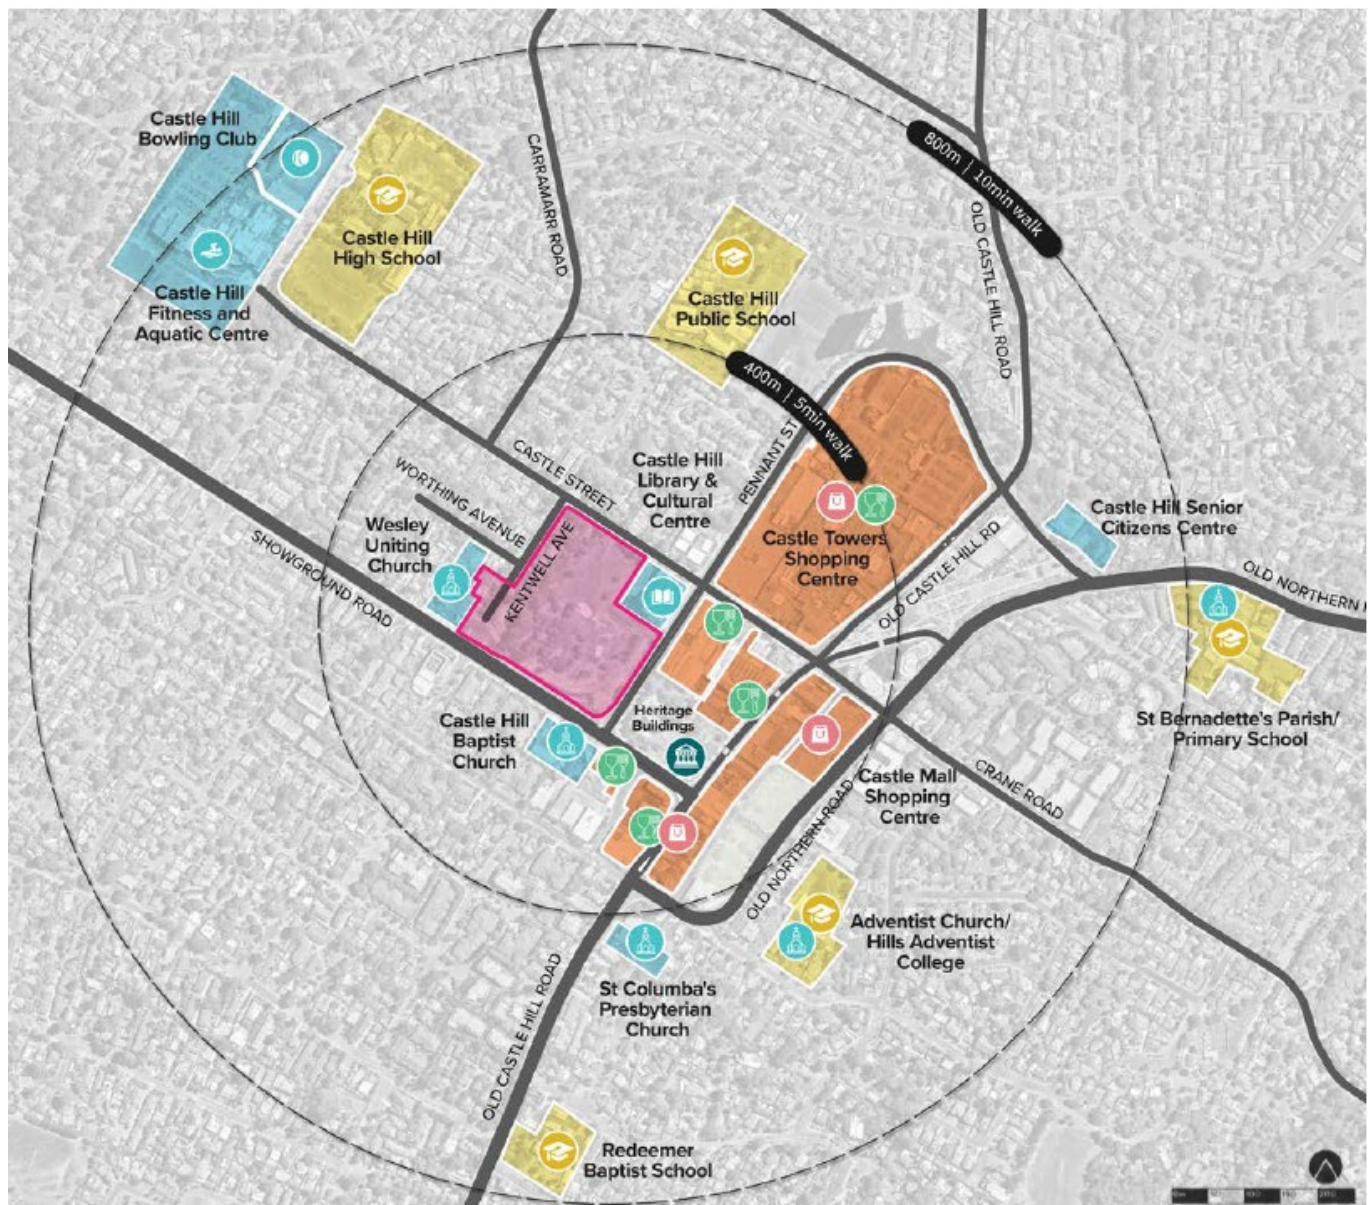 Castle Hill
Bowling Club
Castle Hill
High School
Castle Hill
Fitness and
Aquatic Centre
CARRAMARR ROAD
800m | 10min walk
OLD CASTLE HILL ROAD
Castle Hill
Public School
400m | 5min walk
PENNANT ST
CASTLE STREET
WORTHING AVENUE
Castle Hill
Library &
Cultural
Centre
Wesley
Uniting
Church
KENTWELL AVE
SHOWGROUND ROAD
Castle Towers
Shopping
Centre
OLD CASTLE HILL RD
Castle Hill Senior
Citizens Centre
OLD NORTHERN
St Bernadette's Parish/
Primary School
Heritage
Buildings
Castle Hill
Baptist
Church
Castle Mall
Shopping
Centre
CRANE ROAD
OLD NORTHERN ROAD
Adventist Church/
Hills Adventist
College
St Columba's
Presbyterian
Church
OLD CASTLE HILL ROAD
Redeemer
Baptist School